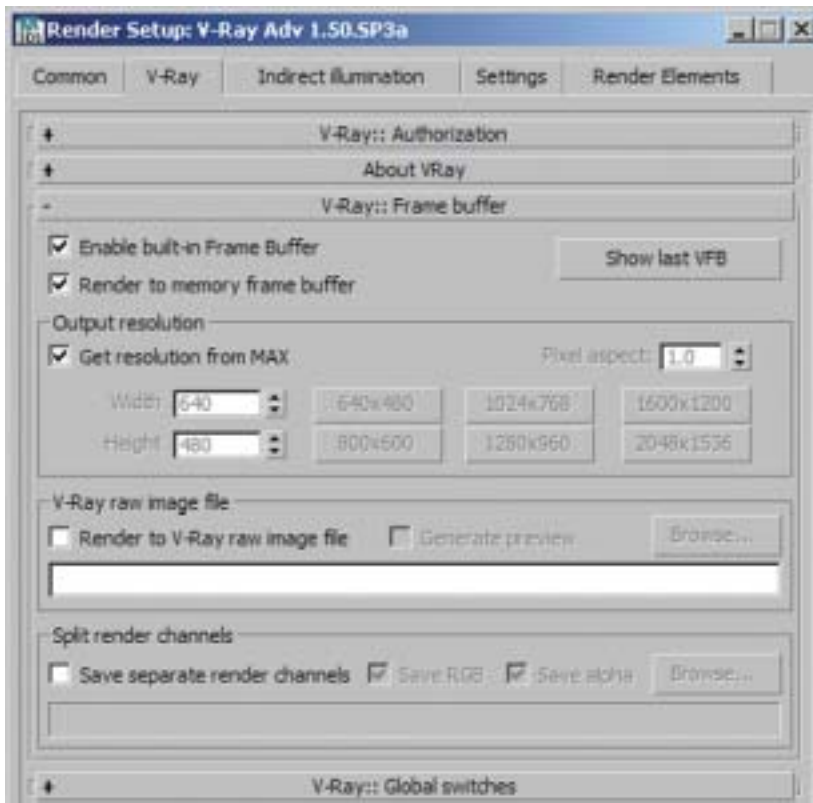 Render Setup: V-Ray Adv 1.50.SP3a
Common V-Ray Indirect illumination Settings Render Elements
+ V-Ray:: Authorization
+ About VRay
- V-Ray:: Frame buffer
Enable built-in Frame Buffer
Show last VFB
Render to memory frame buffer
Output resolution
Get resolution from MAX Pixel aspect: 1.0
Width 640 640x480 1024x768 1600x1200
Height 480 800x600 1280x960 2048x1536
V-Ray raw image file
Render to V-Ray raw image file Generate preview Browse...
Split render channels
Save separate render channels Save RGB Save alpha Browse...
+ V-Ray:: Global switches